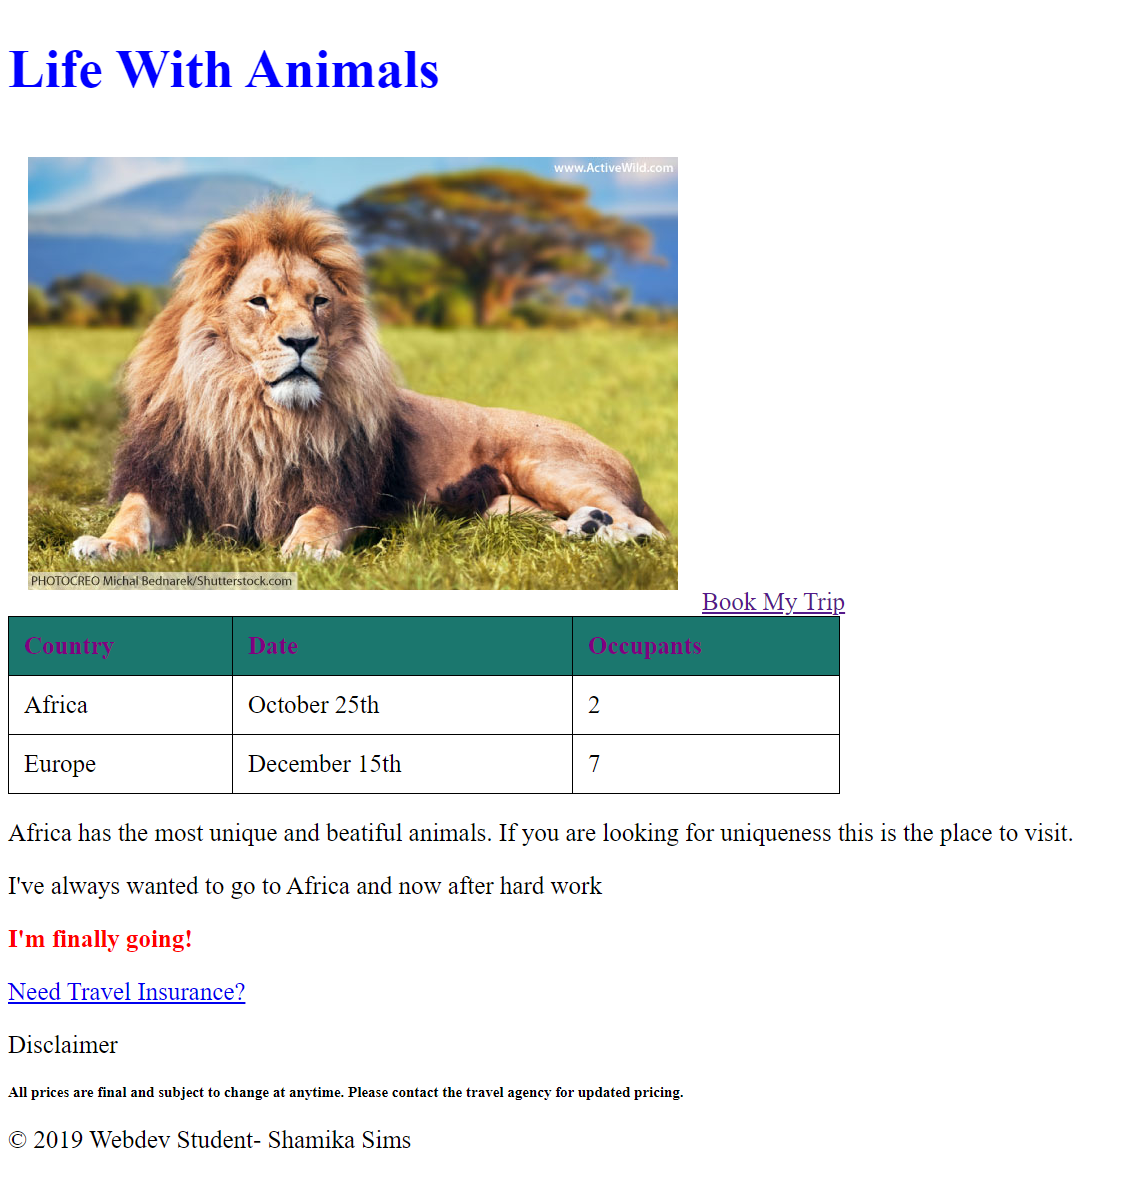 Life With Animals
www.ActiveWild.com
PHOTOCREO Michal Bednarek/Shutterstock.com
Book My Trip
Country Date Occupants
Africa October 25th 2
Europe December 15th 7
Africa has the most unique and beatiful animals. If you are looking for uniqueness this is the place to visit.
I've always wanted to go to Africa and now after hard work
I'm finally going!
Need Travel Insurance?
Disclaimer
All prices are final and subject to change at anytime. Please contact the travel agency for updated pricing.
© 2019 Webdev Student- Shamika Sims